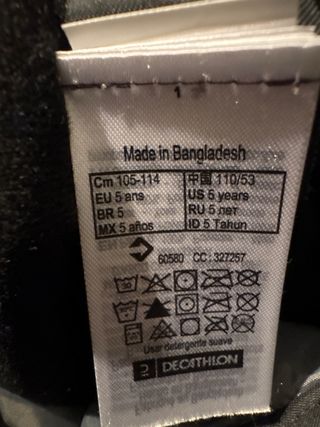 1
Made in Bangladesh
Cm 105-114 中国 110/53
EU 5 ans US 5 years
BR 5 RU 5 лет
MX 5 años ID 5 Tahun
60580 CC: 327257
Usar detergente suave
DECATHLON